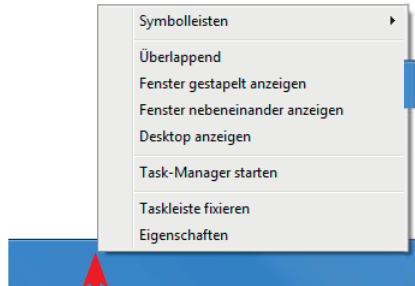 Symbolleisten
Überlappend
Fenster gestapelt anzeigen
Fenster nebeneinander anzeigen
Desktop anzeigen
Task-Manager starten
Taskleiste fixieren
Eigenschaften